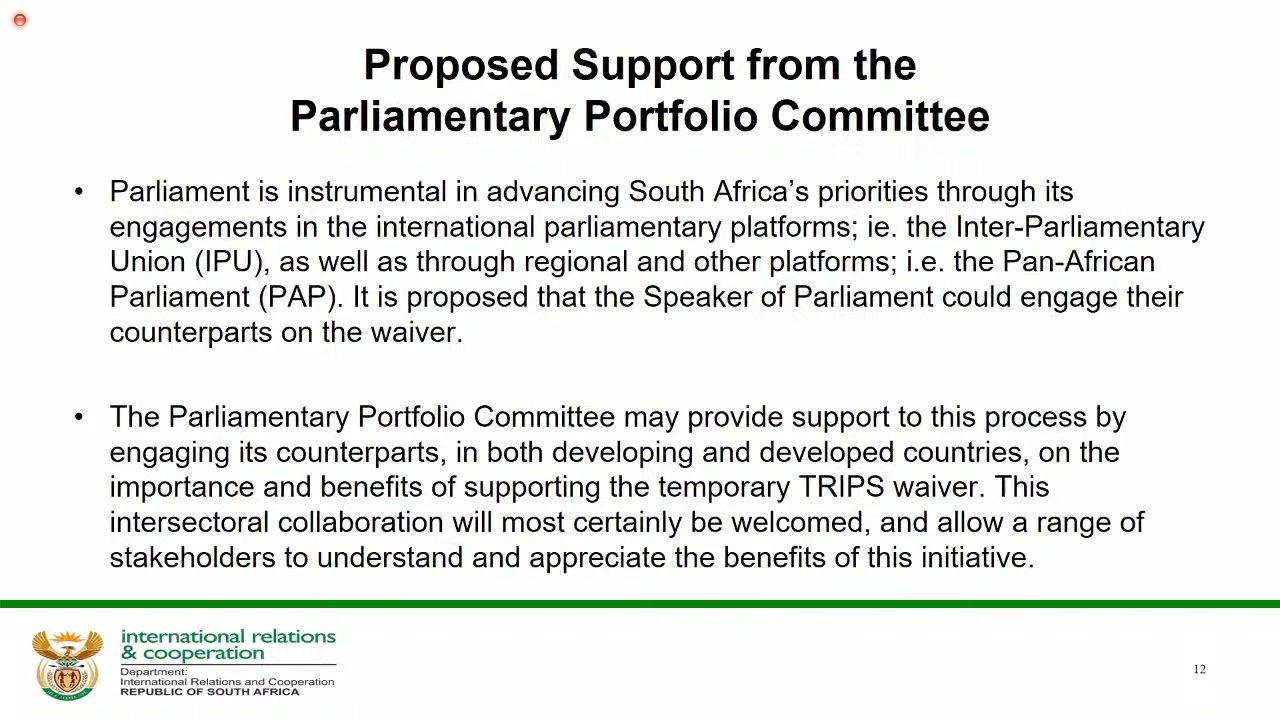 Proposed Support from the
Parliamentary Portfolio Committee
• Parliament is instrumental in advancing South Africa’s priorities through its
engagements in the international parliamentary platforms; ie. the Inter-Parliamentary
Union (IPU), as well as through regional and other platforms; i.e. the Pan-African
Parliament (PAP). It is proposed that the Speaker of Parliament could engage their
counterparts on the waiver.
• The Parliamentary Portfolio Committee may provide support to this process by
engaging its counterparts, in both developing and developed countries, on the
importance and benefits of supporting the temporary TRIPS waiver. This
intersectoral collaboration will most certainly be welcomed, and allow a range of
stakeholders to understand and appreciate the benefits of this initiative.
international relations
& cooperation
Department:
International Relations and Cooperation
REPUBLIC OF SOUTH AFRICA
12